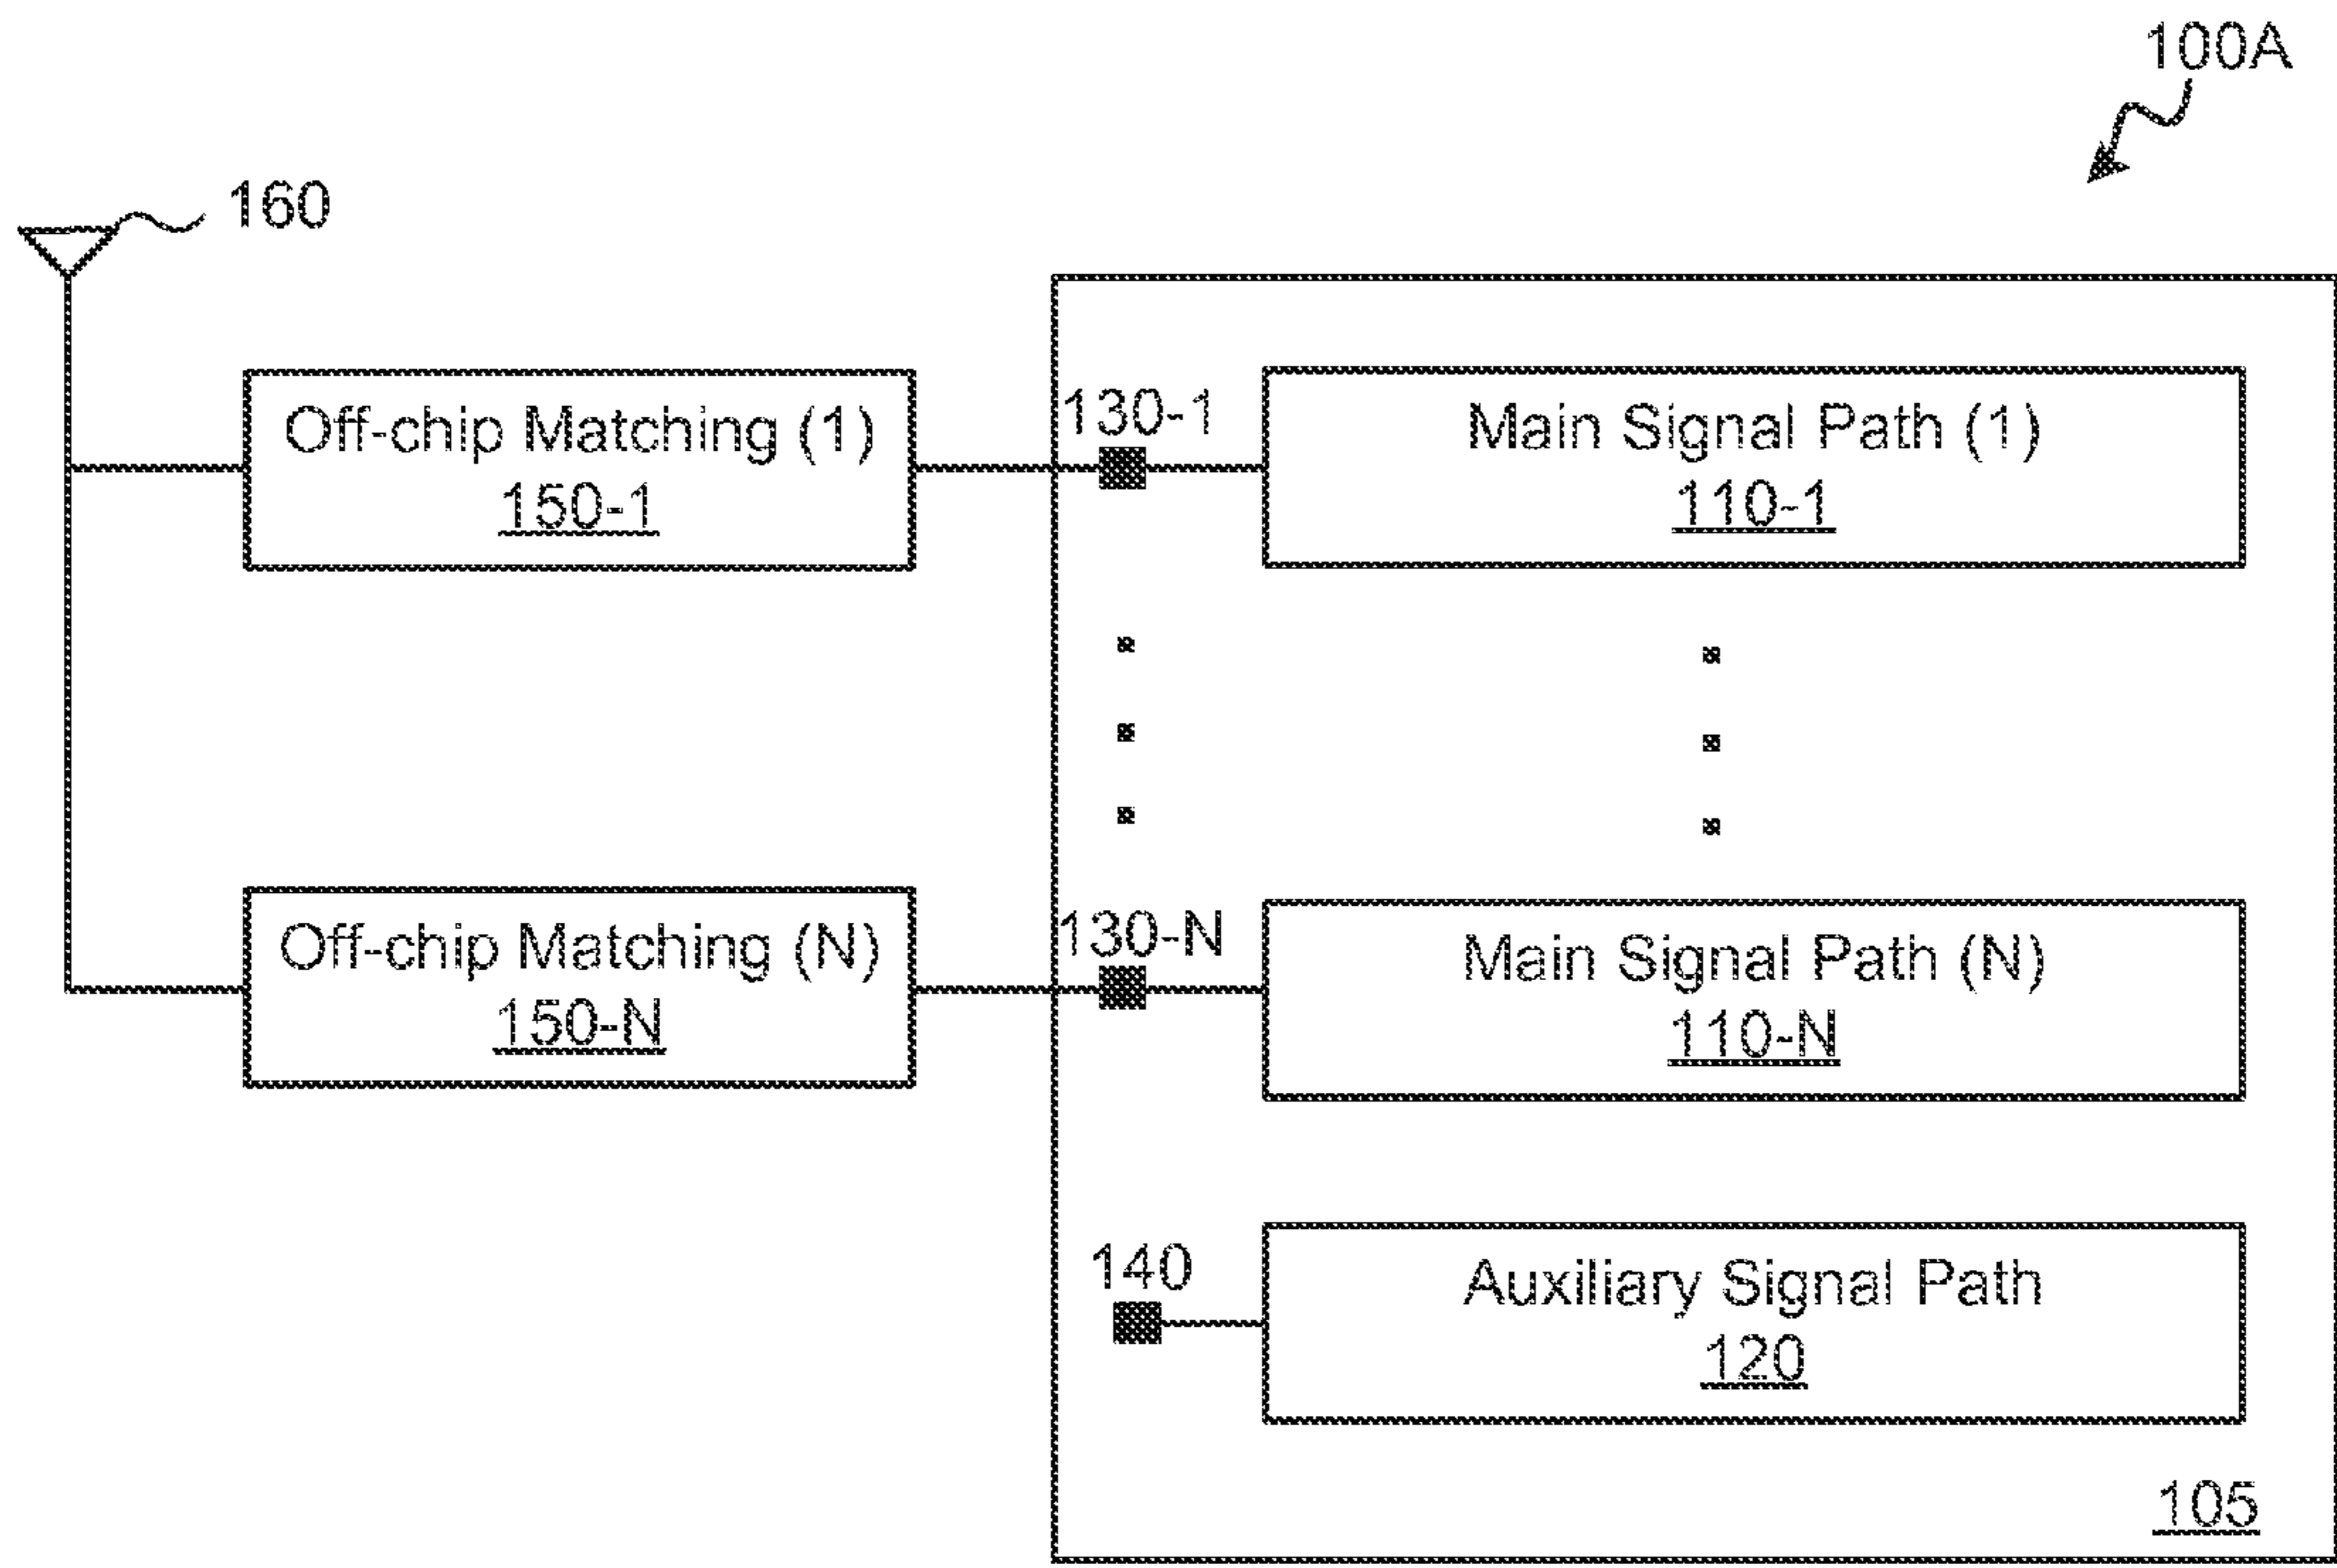 100A
160
130-1
Off-chip Matching (1)
150-1
Main Signal Path (1)
110-1
130-N
Off-chip Matching (N)
150-N
Main Signal Path (N)
110-N
140
Auxiliary Signal Path
120
105